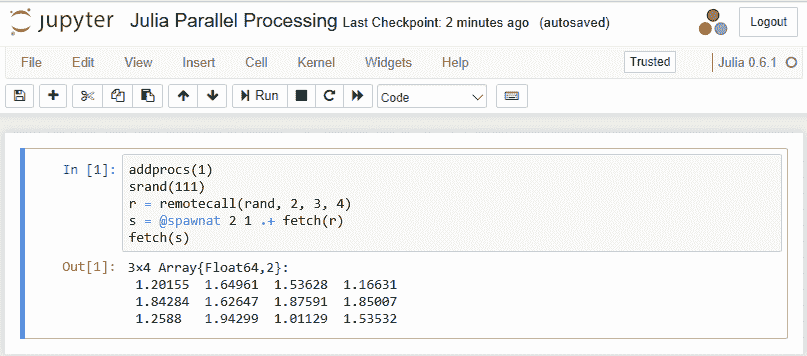 jupyter Julia Parallel Processing Last Checkpoint: 2 minutes ago (autosaved)
Logout
File Edit View Insert Cell Kernel Widgets Help Trusted Julia 0.6.1
Run Code
In [1]: addprocs(1)
srand(111)
r = remotecall(rand, 2, 3, 4)
s = @spawnat 2 1 .+ fetch(r)
fetch(s)
Out[1]: 3x4 Array{Float64,2}:
1.20155 1.64961 1.53628 1.16631
1.84284 1.62647 1.87591 1.85007
1.2588 1.94299 1.01129 1.53532